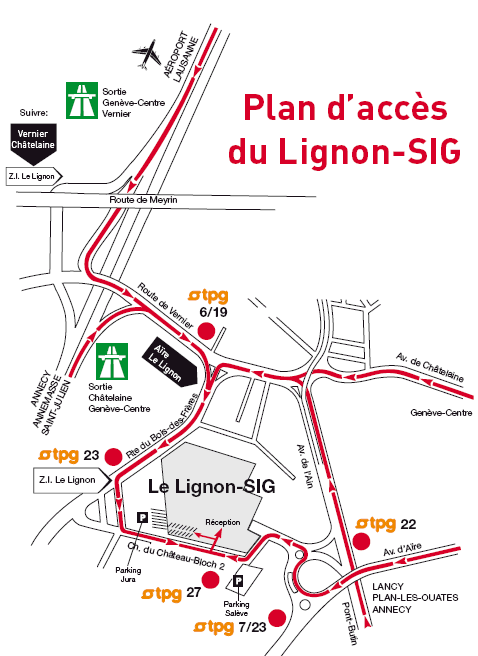 Plan d'accès
du Lignon-SIG
AÉROPORT
LAUSANNE
Sortie
Genève-Centre
Vernier
Suivre:
Vernier
Châtelaine
Z.I. Le Lignon
Route de Meyrin
Route de Vernier
tpg
6/19
Aïre
Le Lignon
ANNECY
ANNEMASSE
SAINT-JULIEN
Sortie
Châtelaine
Genève-Centre
Av. de Châtelaine
Genève-Centre
Rte du Bois-des-Frères
tpg 23
Z.I. Le Lignon
Le Lignon-SIG
Av. de l'Ain
P
Réception
tpg 22
Ch. du Château-Bloch 2
Av. d'Aïre
Parking
Jura
P
tpg 27
Parking
Salève
LANCY
PLAN-LES-OUATES
ANNECY
Pont-Butin
tpg 7/23